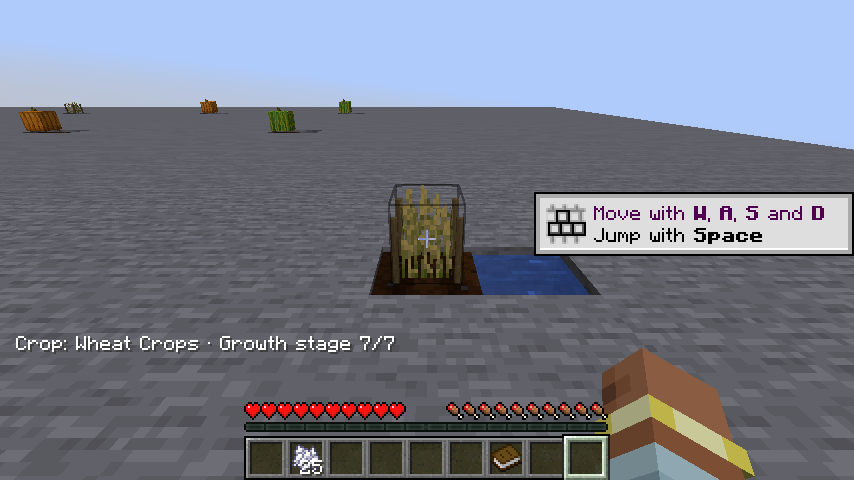 Move with W, A, S and D
Jump with Space
Crop: Wheat Crops · Growth stage 7/7
25